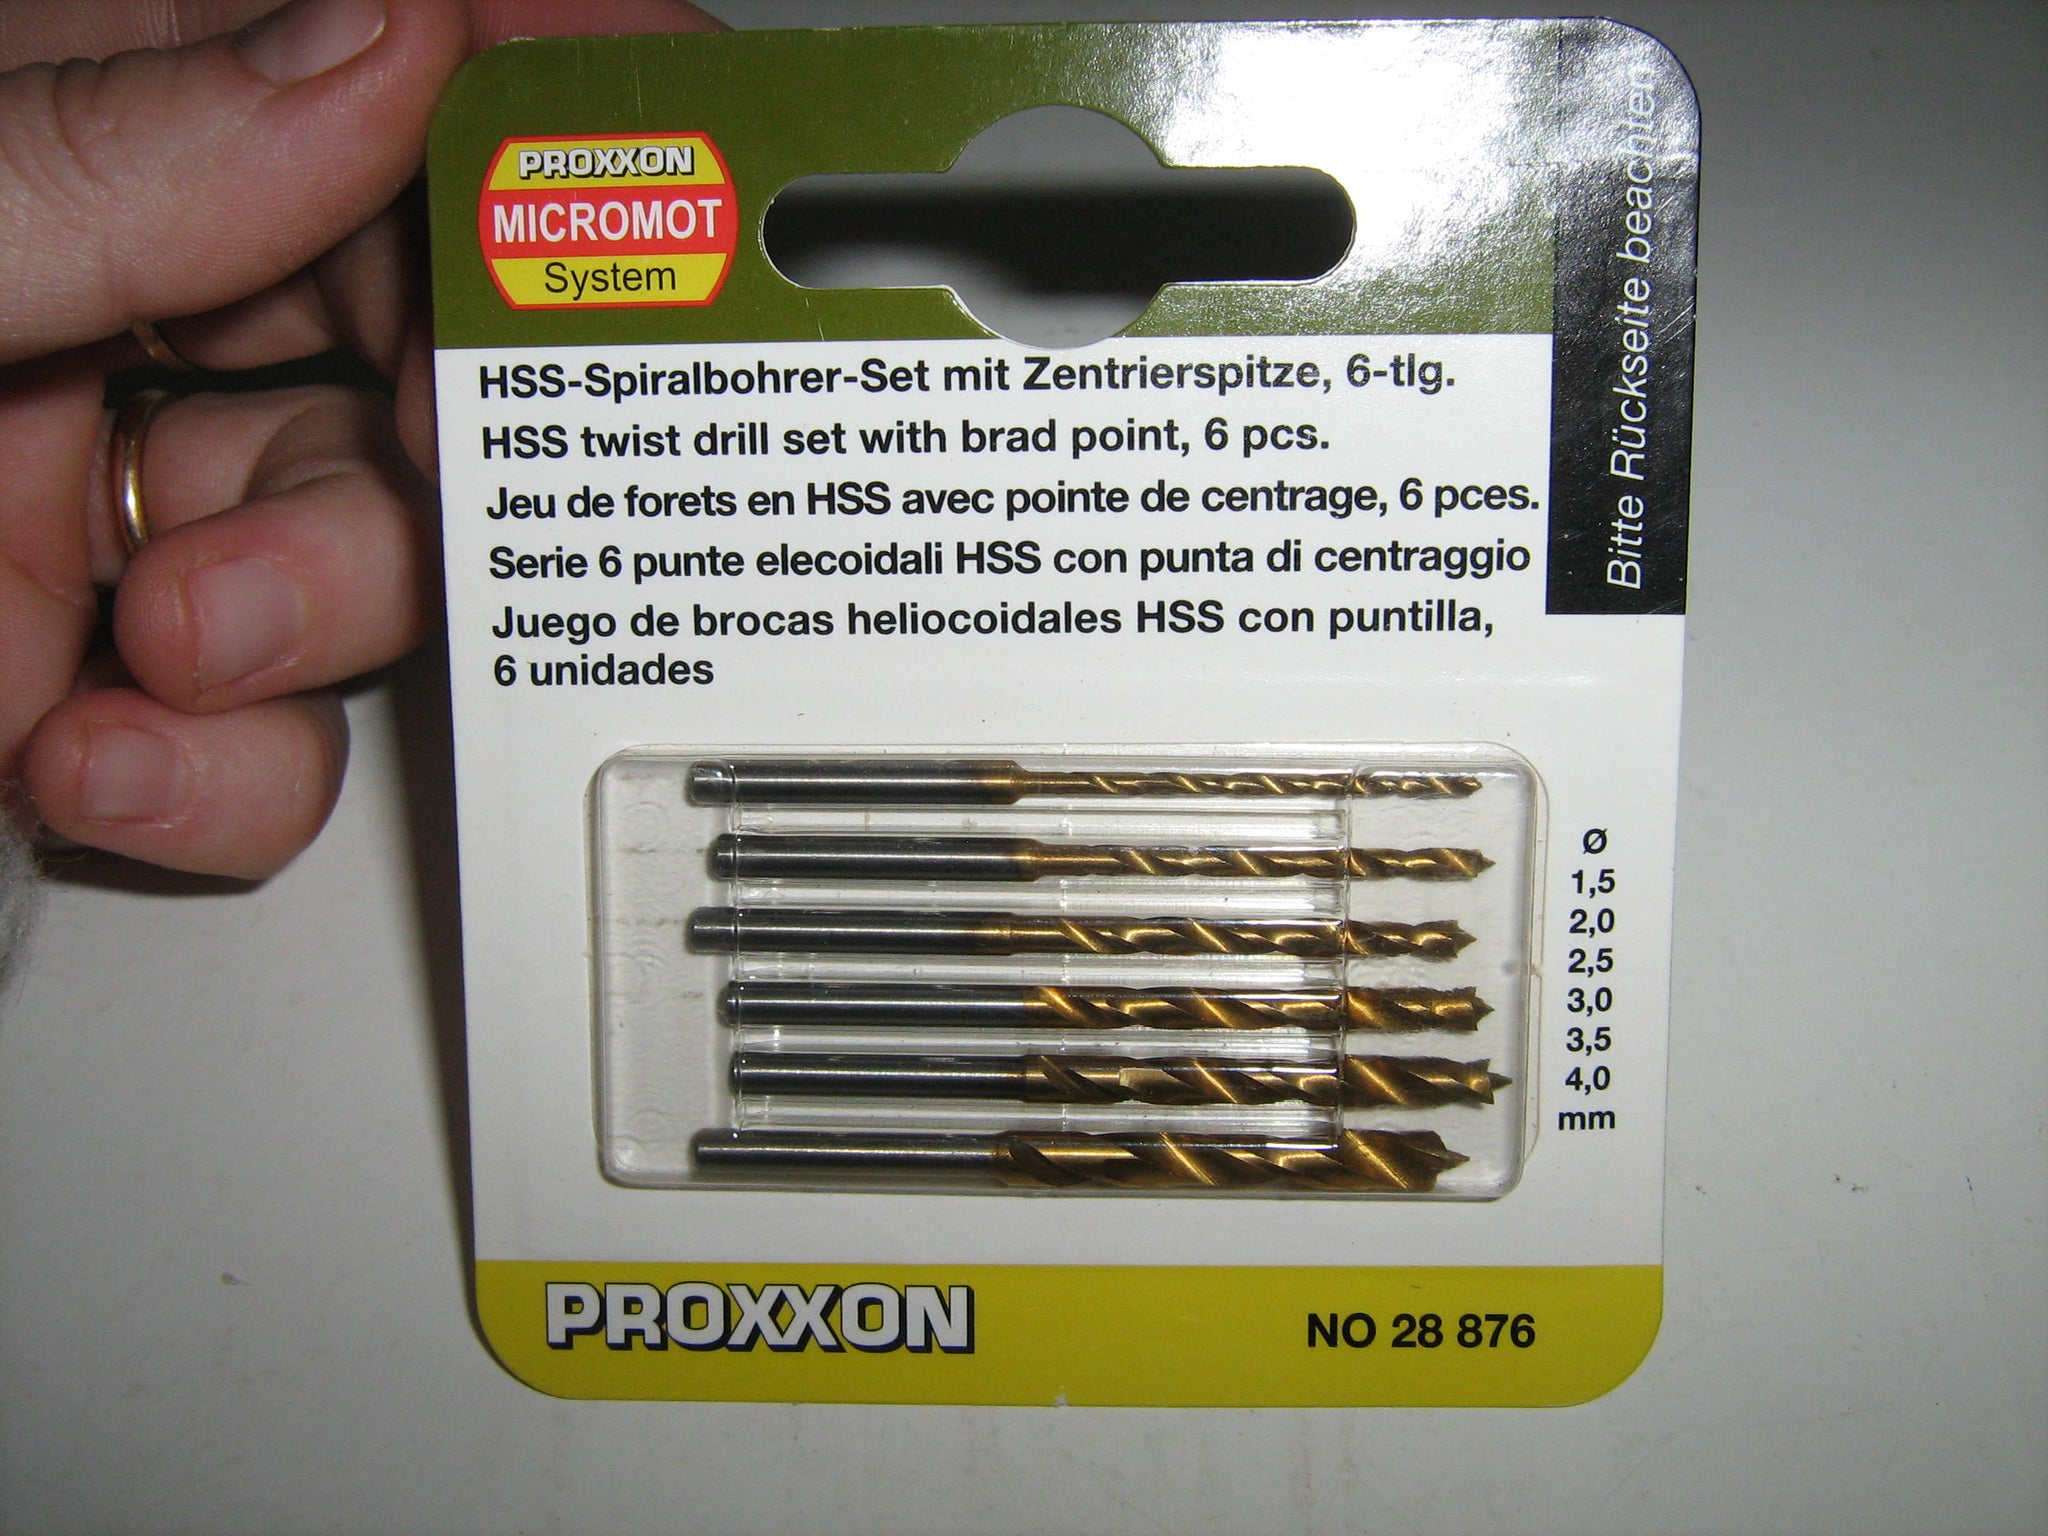 PROXXON
MICROMOT
System
Bitte Rückseite beachten
HSS-Spiralbohrer-Set mit Zentrierspitze, 6-tlg.
HSS twist drill set with brad point, 6 pcs.
Jeu de forets en HSS avec pointe de centrage, 6 pces.
Serie 6 punte elecoidali HSS con punta di centraggio
Juego de brocas heliocoidales HSS con puntilla,
6 unidades
Ø
1,5
2,0
2,5
3,0
3,5
4,0
mm
PROXXON
NO 28 876